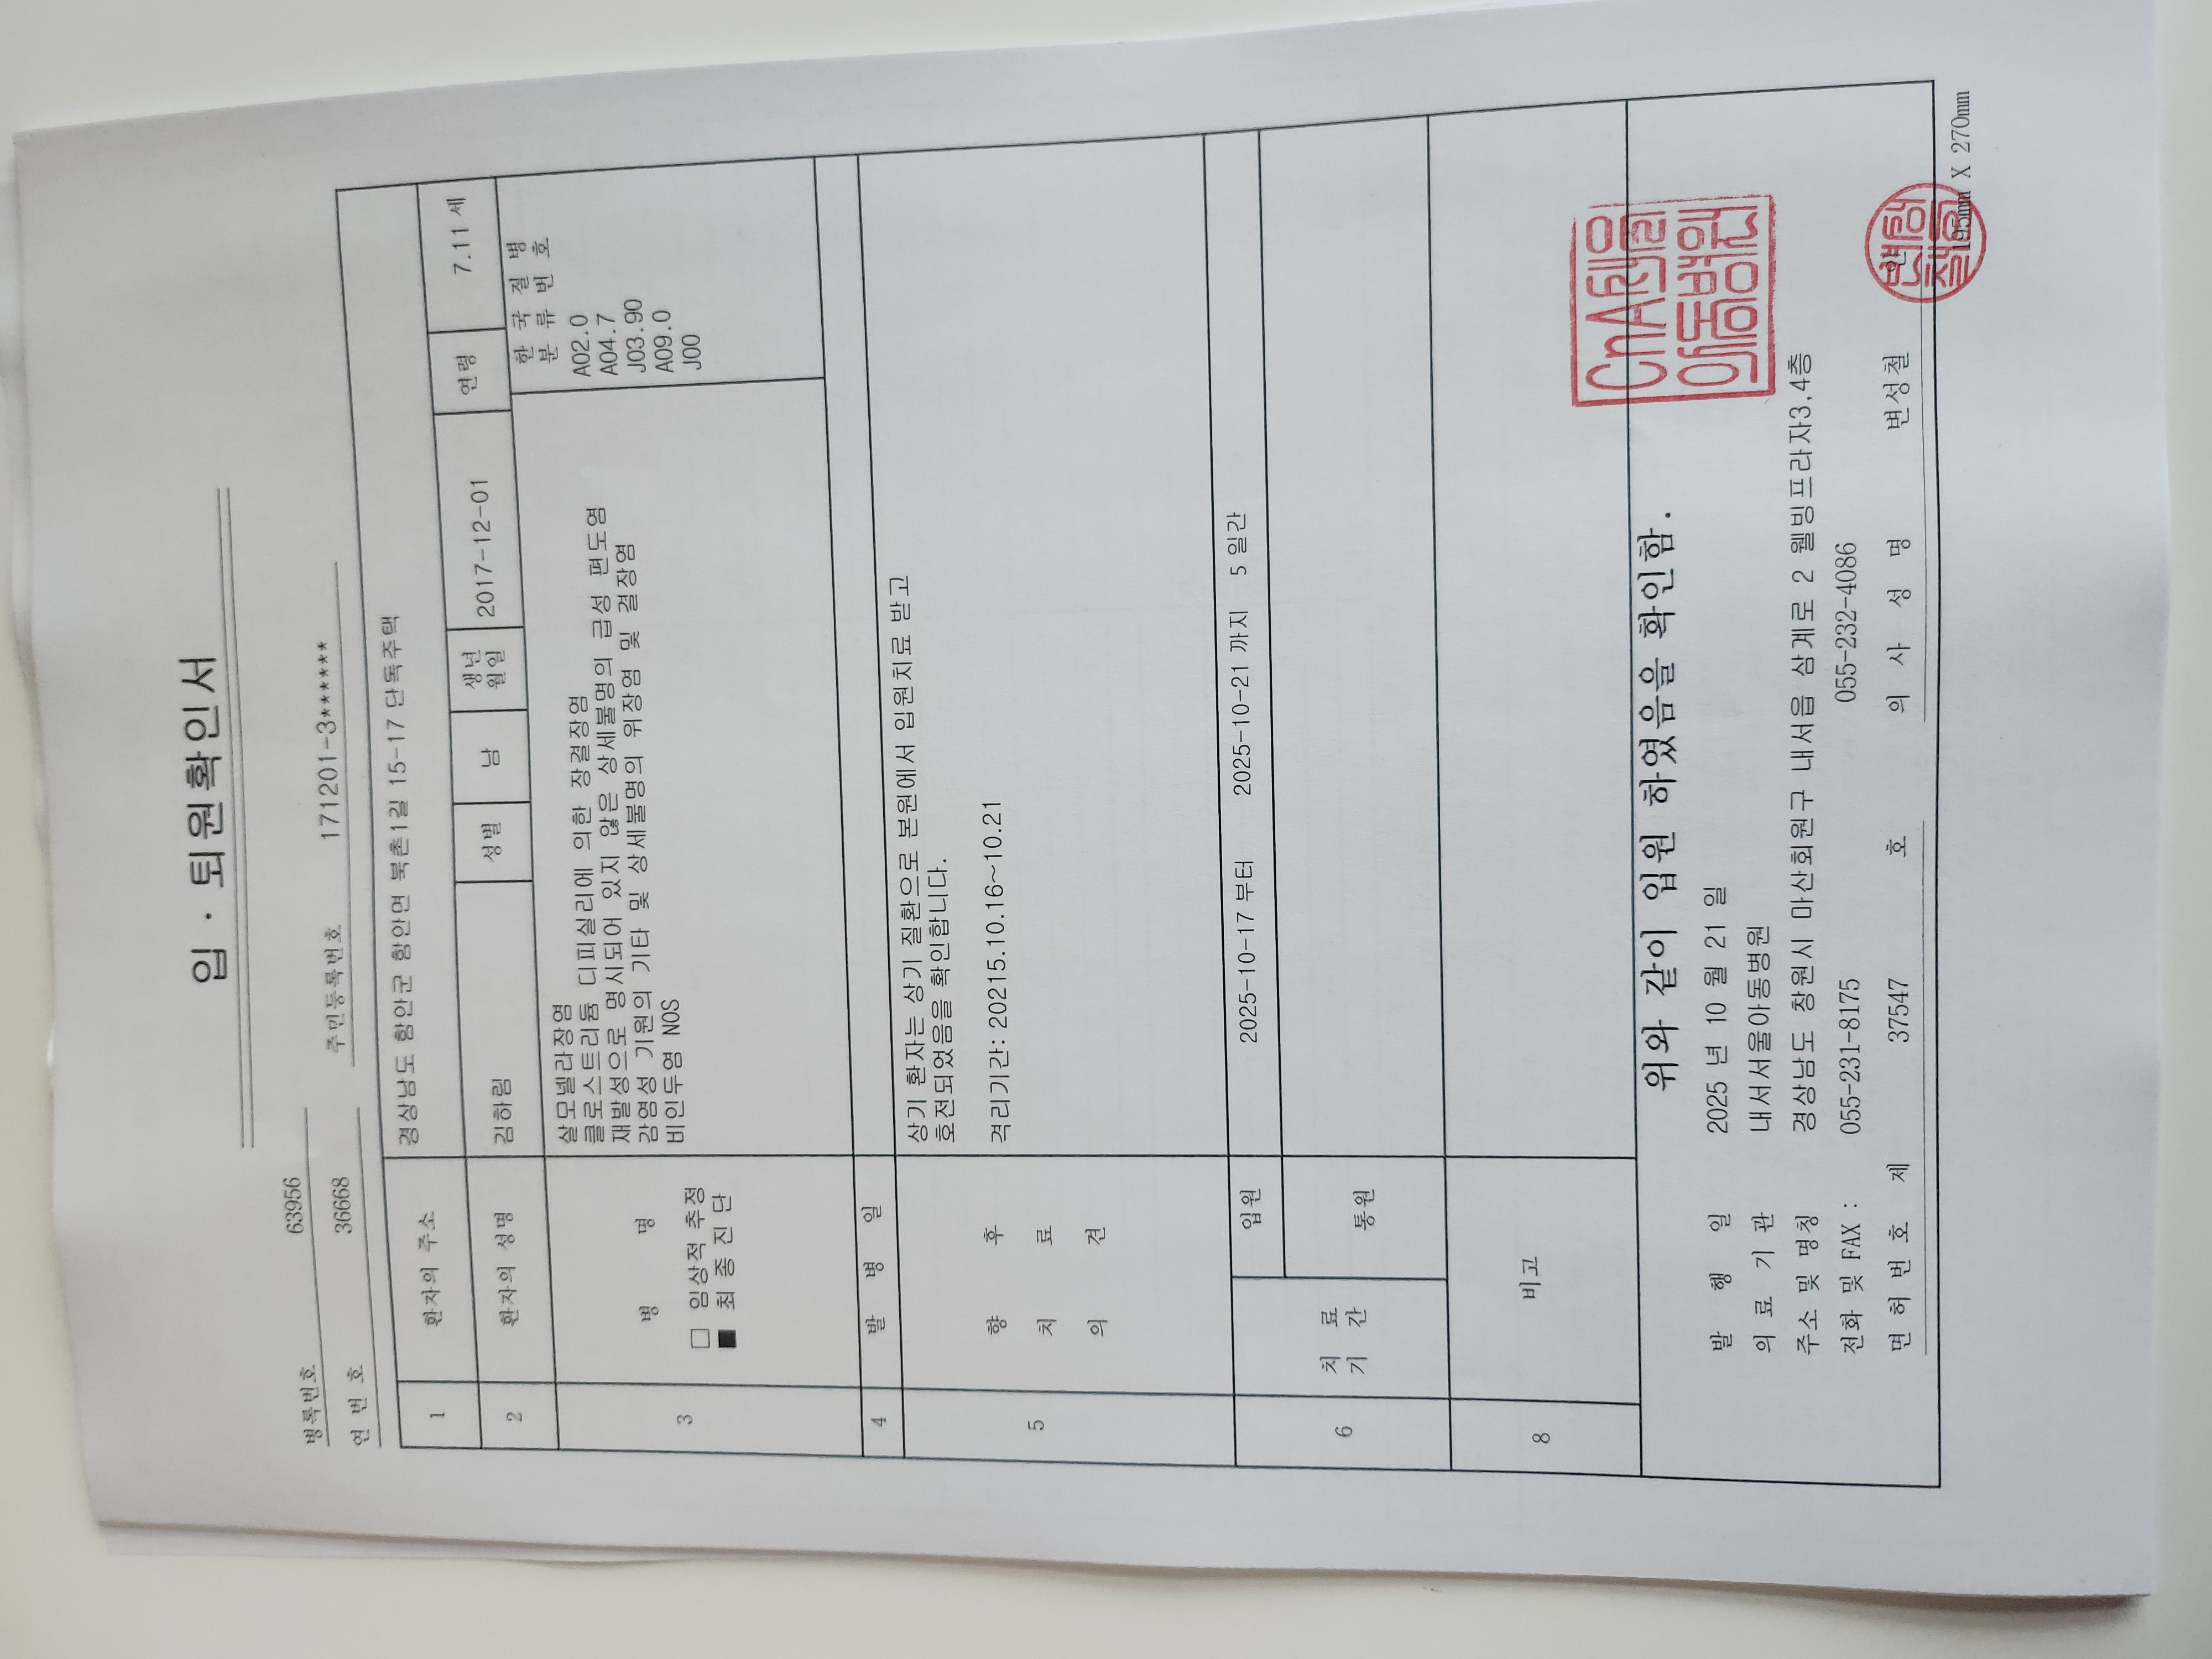 입 · 퇴원확인서
병록번호 63956
연 번 호 36668 주민등록번호 171201-3******
1 환자의 주소 경상남도 함안군 함안면 북촌1길 15-17 단독주택
2 환자의 성명 김하림 성별 남 생년월일 2017-12-01 연령 7.11 세
3 병 명
□ 임상적 추정
■ 최 종 진 단
살모넬라장염
클로스트리듐 디피실리에 의한 장결장염
재발성으로 명시되어 있지 않은 상세불명의 급성 편도염
감염성 기원의 기타 및 상세불명의 위장염 및 결장염
비인두염 NOS
한 국 질 병
분 류 번 호
A02.0
A04.7
J03.90
A09.0
J00
4 발 병 일
5 향 후 치 료 의 견
상기 환자는 상기 질환으로 본원에서 입원치료 받고
호전되었음을 확인합니다.
격리기간: 20215.10.16~10.21
6 치 료 기 간 입원 2025-10-17 부터 2025-10-21 까지 5 일간
통원
8 비고
위와 같이 입원 하였음을 확인함.
발 행 일 2025 년 10 월 21 일
의 료 기 관 내서서울아동병원
주소 및 명칭 경상남도 창원시 마산회원구 내서읍 삼계로 2 웰빙프라자3,4층
전화 및 FAX : 055-231-8175 055-232-4086
면 허 번 호 제 37547 호 의 사 성 명 변성철 인
195mm X 270mm